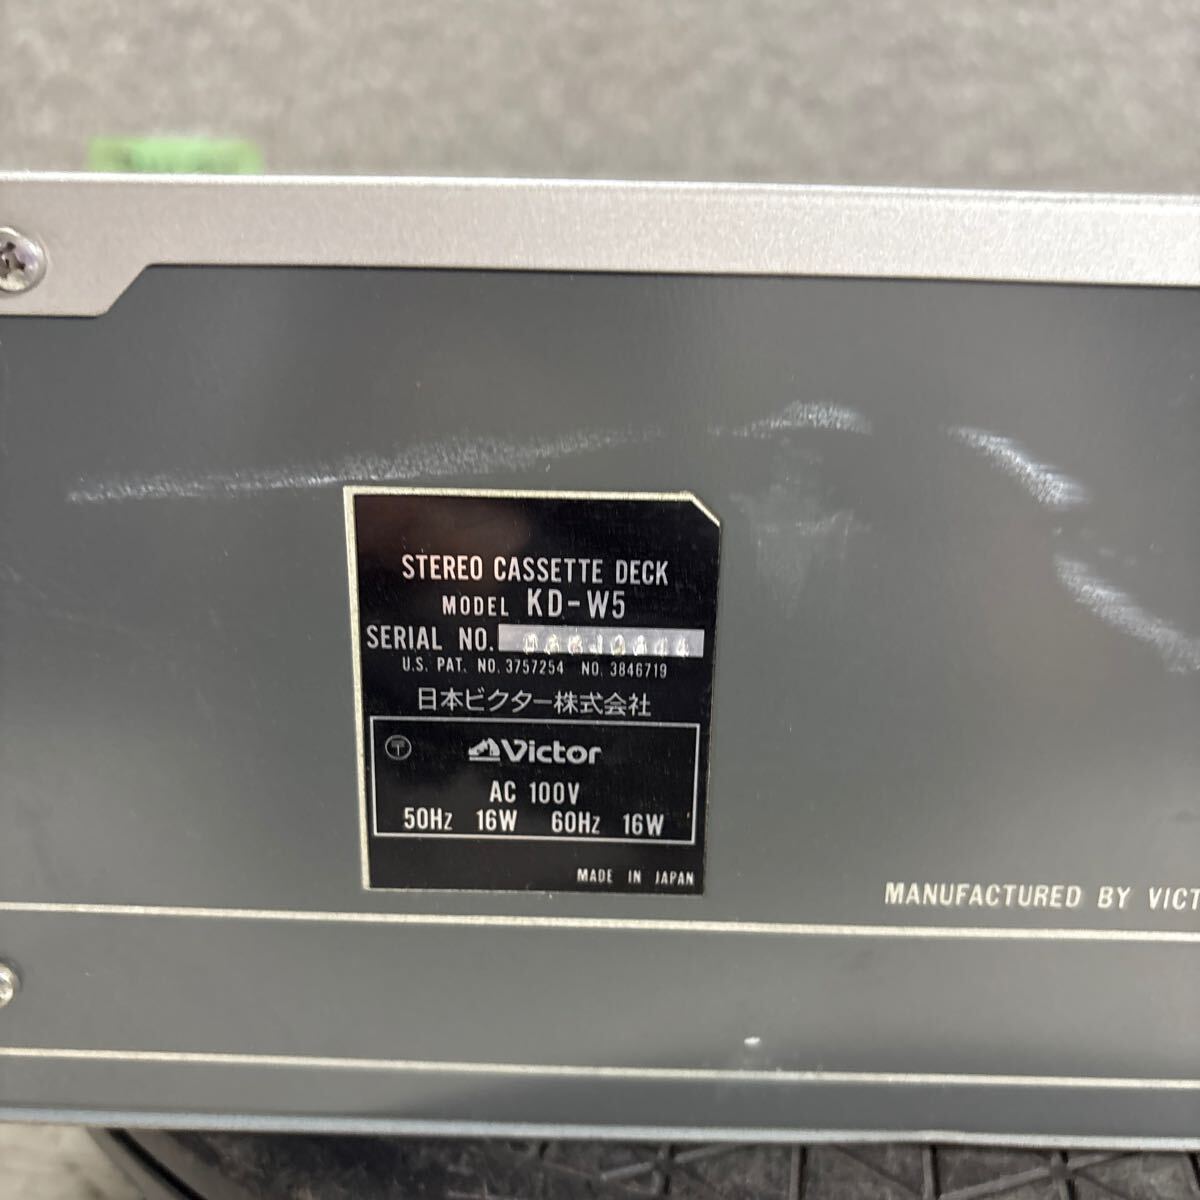 STEREO CASSETTE DECK
MODEL KD-W5
SERIAL NO.
U.S. PAT. NO. 3757254 NO. 3846719
日本ビクター株式会社
〒 Victor
AC 100V
50Hz 16W 60Hz 16W
MADE IN JAPAN
MANUFACTURED BY VICT